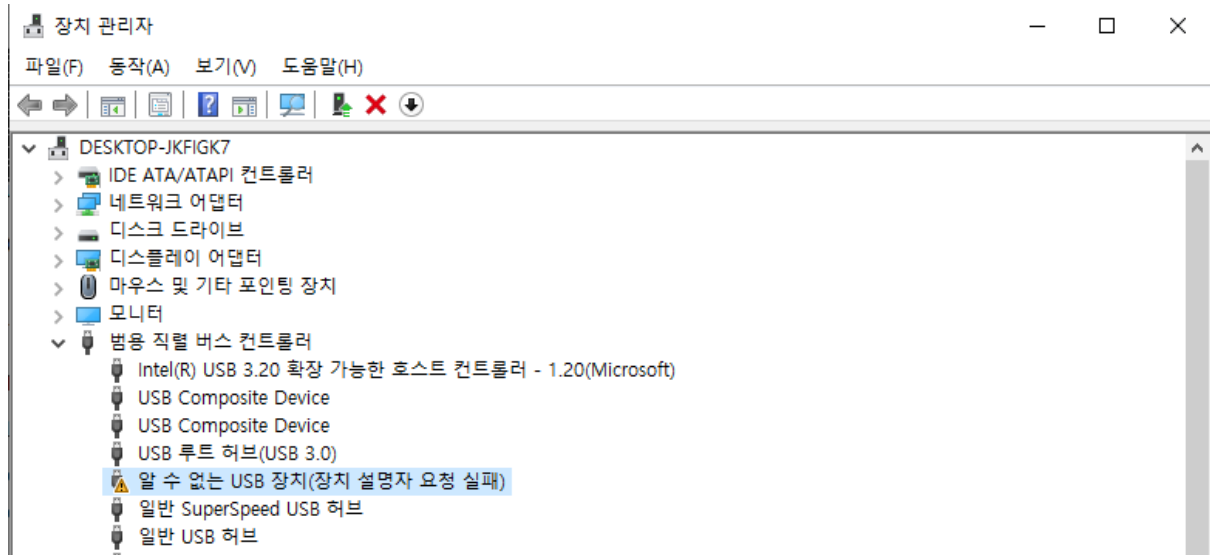 장치 관리자
파일(F) 동작(A) 보기(V) 도움말(H)
DESKTOP-JKFIGK7
IDE ATA/ATAPI 컨트롤러
네트워크 어댑터
디스크 드라이브
디스플레이 어댑터
마우스 및 기타 포인팅 장치
모니터
범용 직렬 버스 컨트롤러
Intel(R) USB 3.20 확장 가능한 호스트 컨트롤러 - 1.20(Microsoft)
USB Composite Device
USB Composite Device
USB 루트 허브(USB 3.0)
알 수 없는 USB 장치(장치 설명자 요청 실패)
일반 SuperSpeed USB 허브
일반 USB 허브